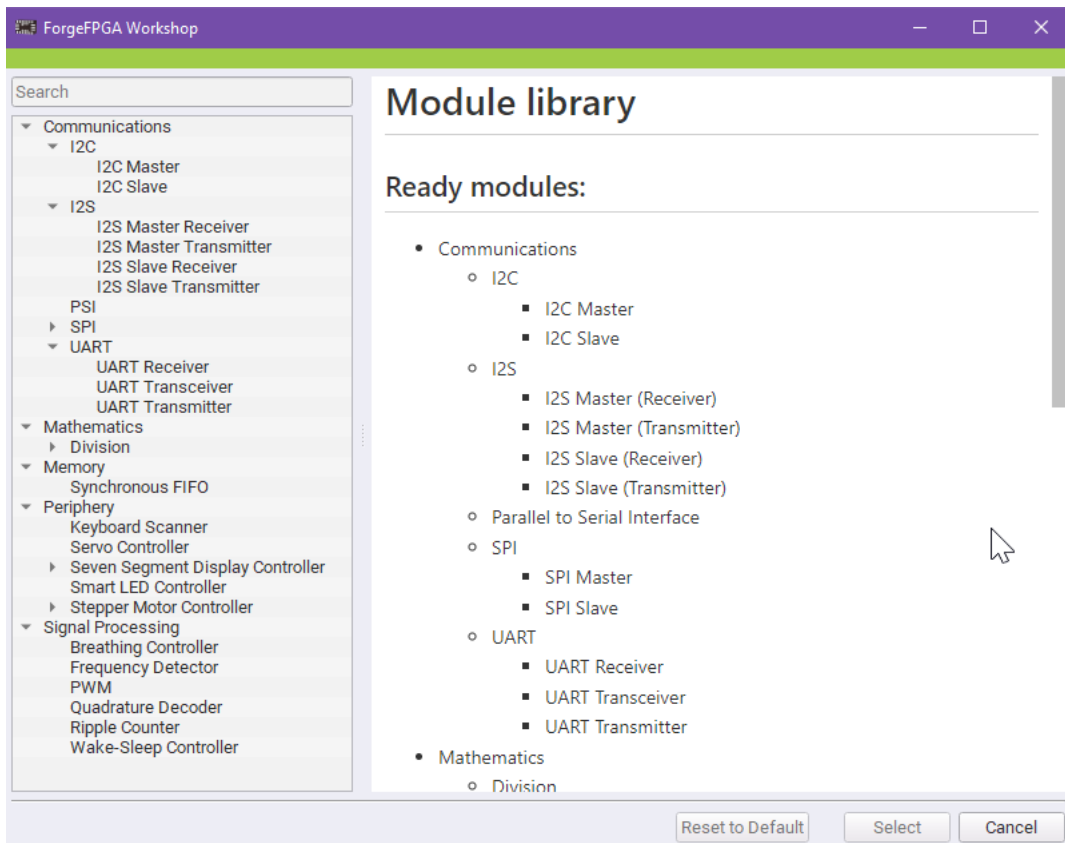 ForgeFPGA Workshop
Search
Communications
I2C
I2C Master
I2C Slave
I2S
I2S Master Receiver
I2S Master Transmitter
I2S Slave Receiver
I2S Slave Transmitter
PSI
SPI
UART
UART Receiver
UART Transceiver
UART Transmitter
Mathematics
Division
Memory
Synchronous FIFO
Periphery
Keyboard Scanner
Servo Controller
Seven Segment Display Controller
Smart LED Controller
Stepper Motor Controller
Signal Processing
Breathing Controller
Frequency Detector
PWM
Quadrature Decoder
Ripple Counter
Wake-Sleep Controller
Module library
Ready modules:
Communications
I2C
I2C Master
I2C Slave
I2S
I2S Master (Receiver)
I2S Master (Transmitter)
I2S Slave (Receiver)
I2S Slave (Transmitter)
Parallel to Serial Interface
SPI
SPI Master
SPI Slave
UART
UART Receiver
UART Transceiver
UART Transmitter
Mathematics
Division
Reset to Default
Select
Cancel